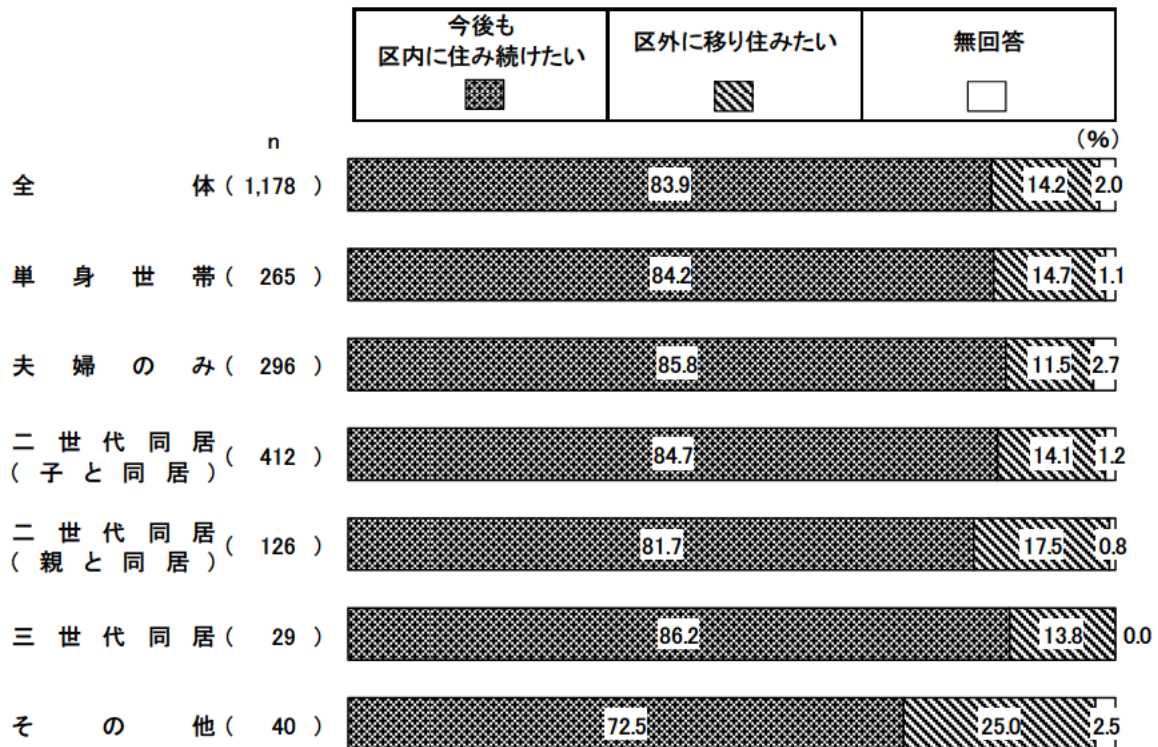 今後も
区内に住み続けたい
区外に移り住みたい
無回答
n
(%)
全体( 1,178 ) 83.9 14.2 2.0
単身世帯( 265 ) 84.2 14.7 1.1
夫婦のみ( 296 ) 85.8 11.5 2.7
二世代同居
(子と同居)( 412 ) 84.7 14.1 1.2
二世代同居
(親と同居)( 126 ) 81.7 17.5 0.8
三世代同居( 29 ) 86.2 13.8 0.0
その他( 40 ) 72.5 25.0 2.5